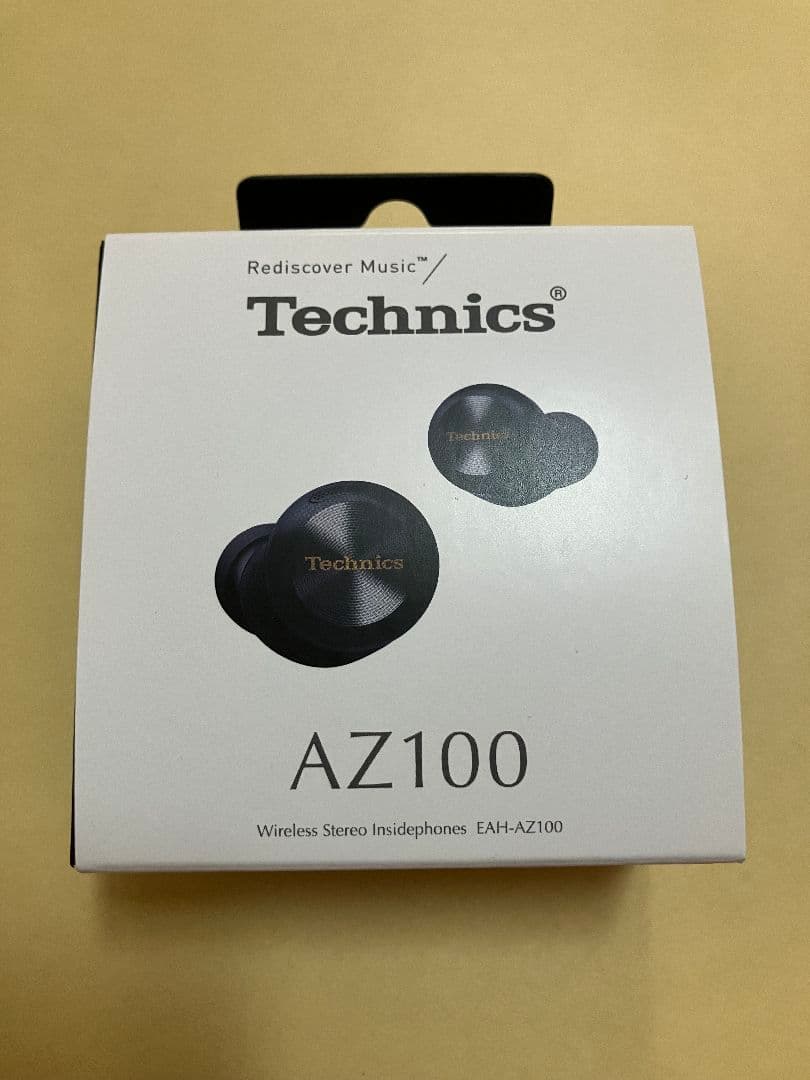 Rediscover Music™
Technics®
Technics
Technics
AZ100
Wireless Stereo Insidephones EAH-AZ100